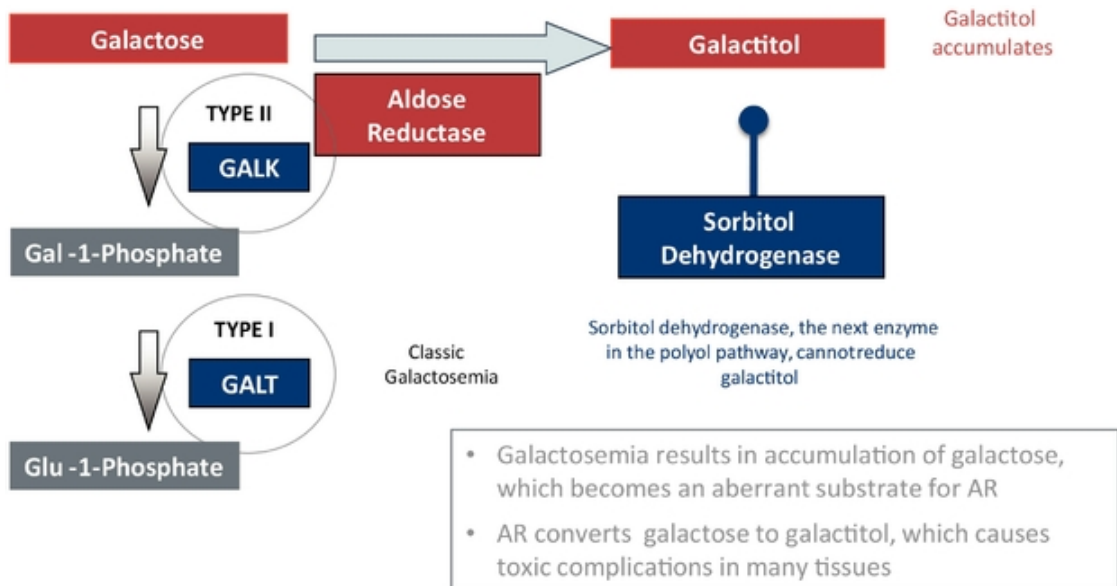 Galactose
Galactitol
Galactitol
accumulates
TYPE II
Aldose
Reductase
GALK
Sorbitol
Dehydrogenase
Gal -1-Phosphate
TYPE I
GALT
Classic
Galactosemia
Sorbitol dehydrogenase, the next enzyme
in the polyol pathway, cannotreduce
galactitol
Glu -1-Phosphate
• Galactosemia results in accumulation of galactose,
which becomes an aberrant substrate for AR
• AR converts galactose to galactitol, which causes
toxic complications in many tissues